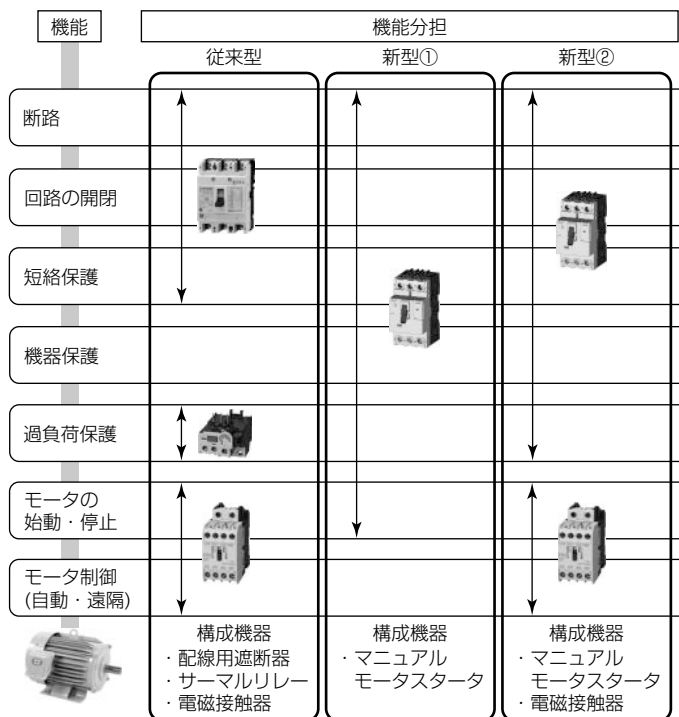 機能
機能分担
従来型
新型①
新型②
断路
回路の開閉
短絡保護
機器保護
過負荷保護
モータの
始動・停止
モータ制御
(自動・遠隔)
構成機器
・配線用遮断器
・サーマルリレー
・電磁接触器
構成機器
・マニュアル
モータスタータ
構成機器
・マニュアル
モータスタータ
・電磁接触器